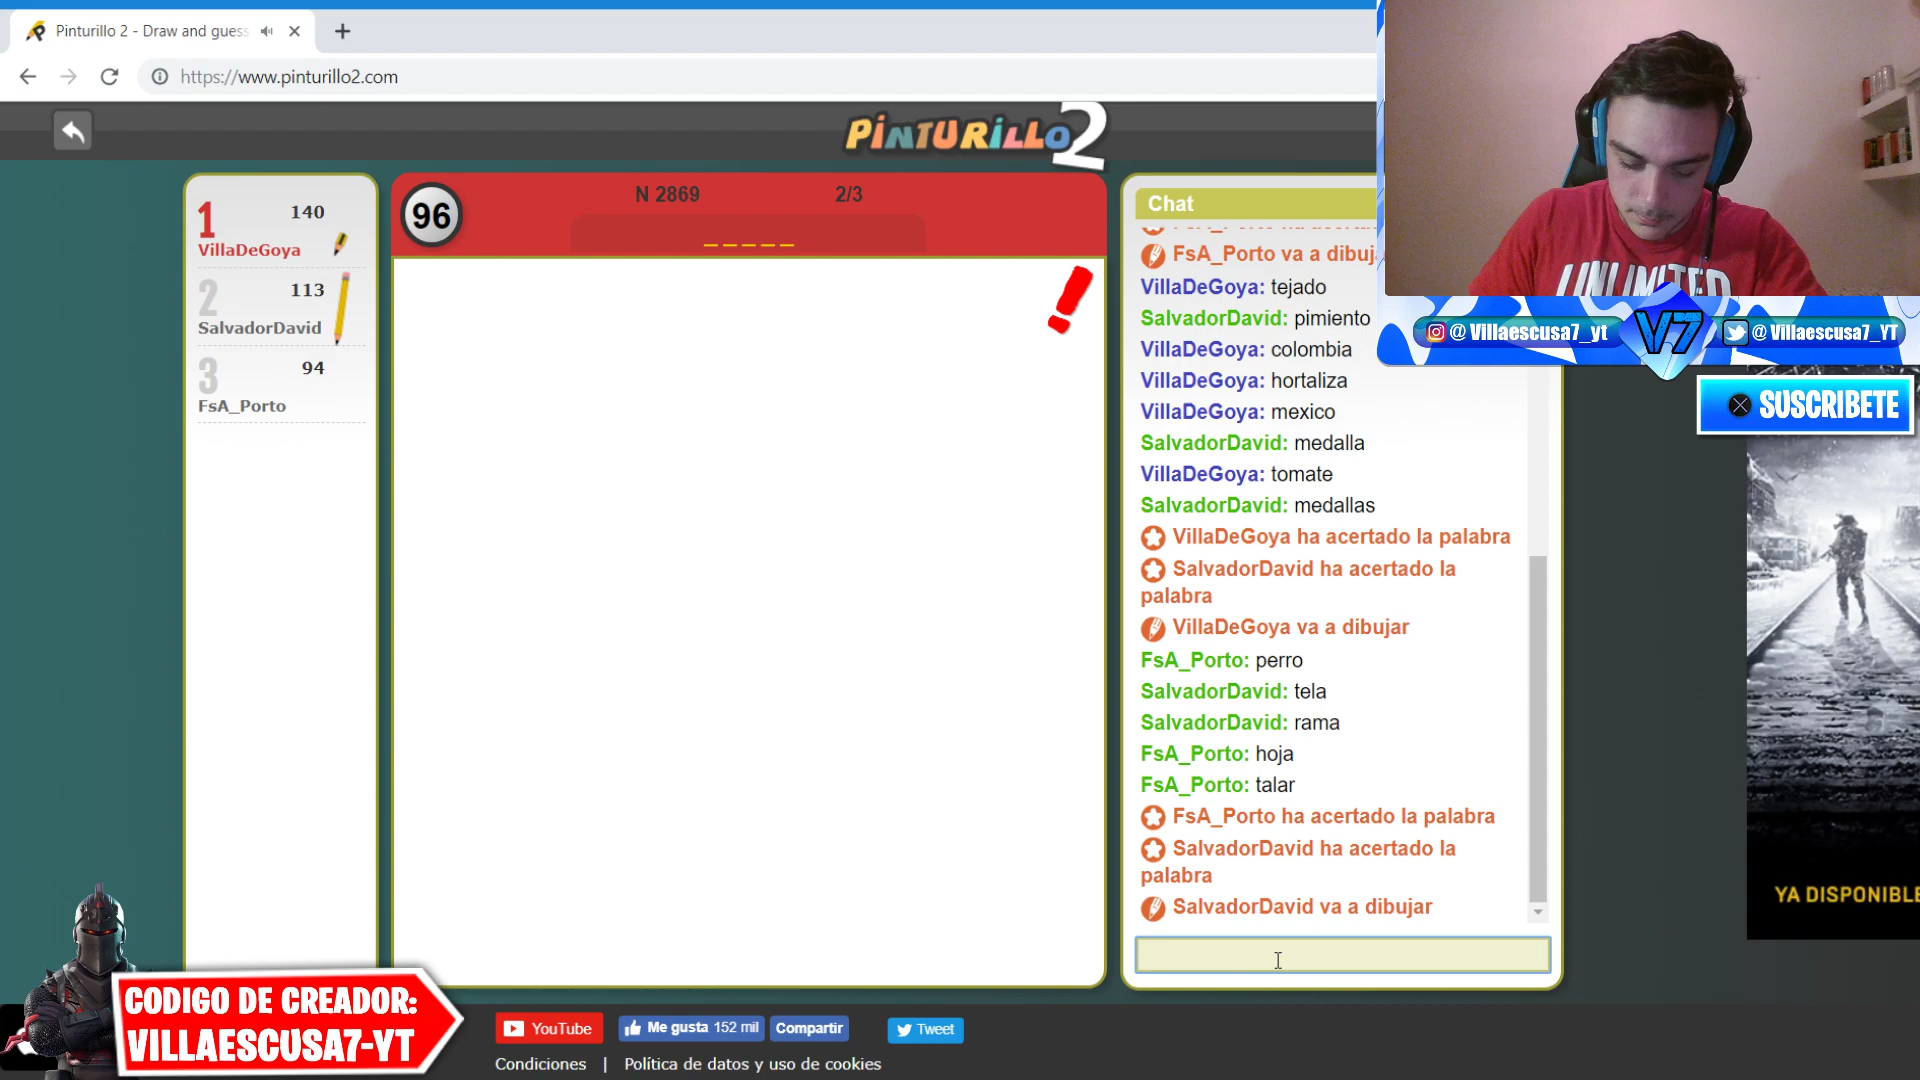 Pinturillo 2 - Draw and guess
https://www.pinturillo2.com
PINTURILLO 2
1
140
VillaDeGoya
2
113
SalvadorDavid
3
94
FsA_Porto
96
N 2869
2/3
_ _ _ _ _
Chat
FsA_Porto va a dibuj
VillaDeGoya: tejado
SalvadorDavid: pimiento
VillaDeGoya: colombia
VillaDeGoya: hortaliza
VillaDeGoya: mexico
SalvadorDavid: medalla
VillaDeGoya: tomate
SalvadorDavid: medallas
VillaDeGoya ha acertado la palabra
SalvadorDavid ha acertado la
palabra
VillaDeGoya va a dibujar
FsA_Porto: perro
SalvadorDavid: tela
SalvadorDavid: rama
FsA_Porto: hoja
FsA_Porto: talar
FsA_Porto ha acertado la palabra
SalvadorDavid ha acertado la
palabra
SalvadorDavid va a dibujar
UNLIMITED
@ Villaescusa7_yt
V7
@ Villaescusa7_YT
SUSCRIBETE
YA DISPONIBLE
CODIGO DE CREADOR:
VILLAESCUSA7-YT
YouTube
Me gusta 152 mil
Compartir
Tweet
Condiciones | Política de datos y uso de cookies